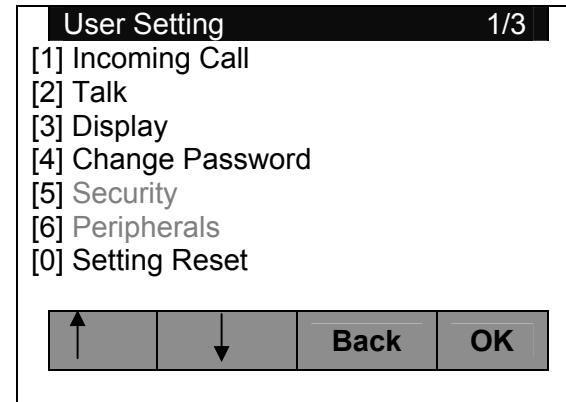 User Setting 1/3
[1] Incoming Call
[2] Talk
[3] Display
[4] Change Password
[5] Security
[6] Peripherals
[0] Setting Reset
↑ ↓ Back OK